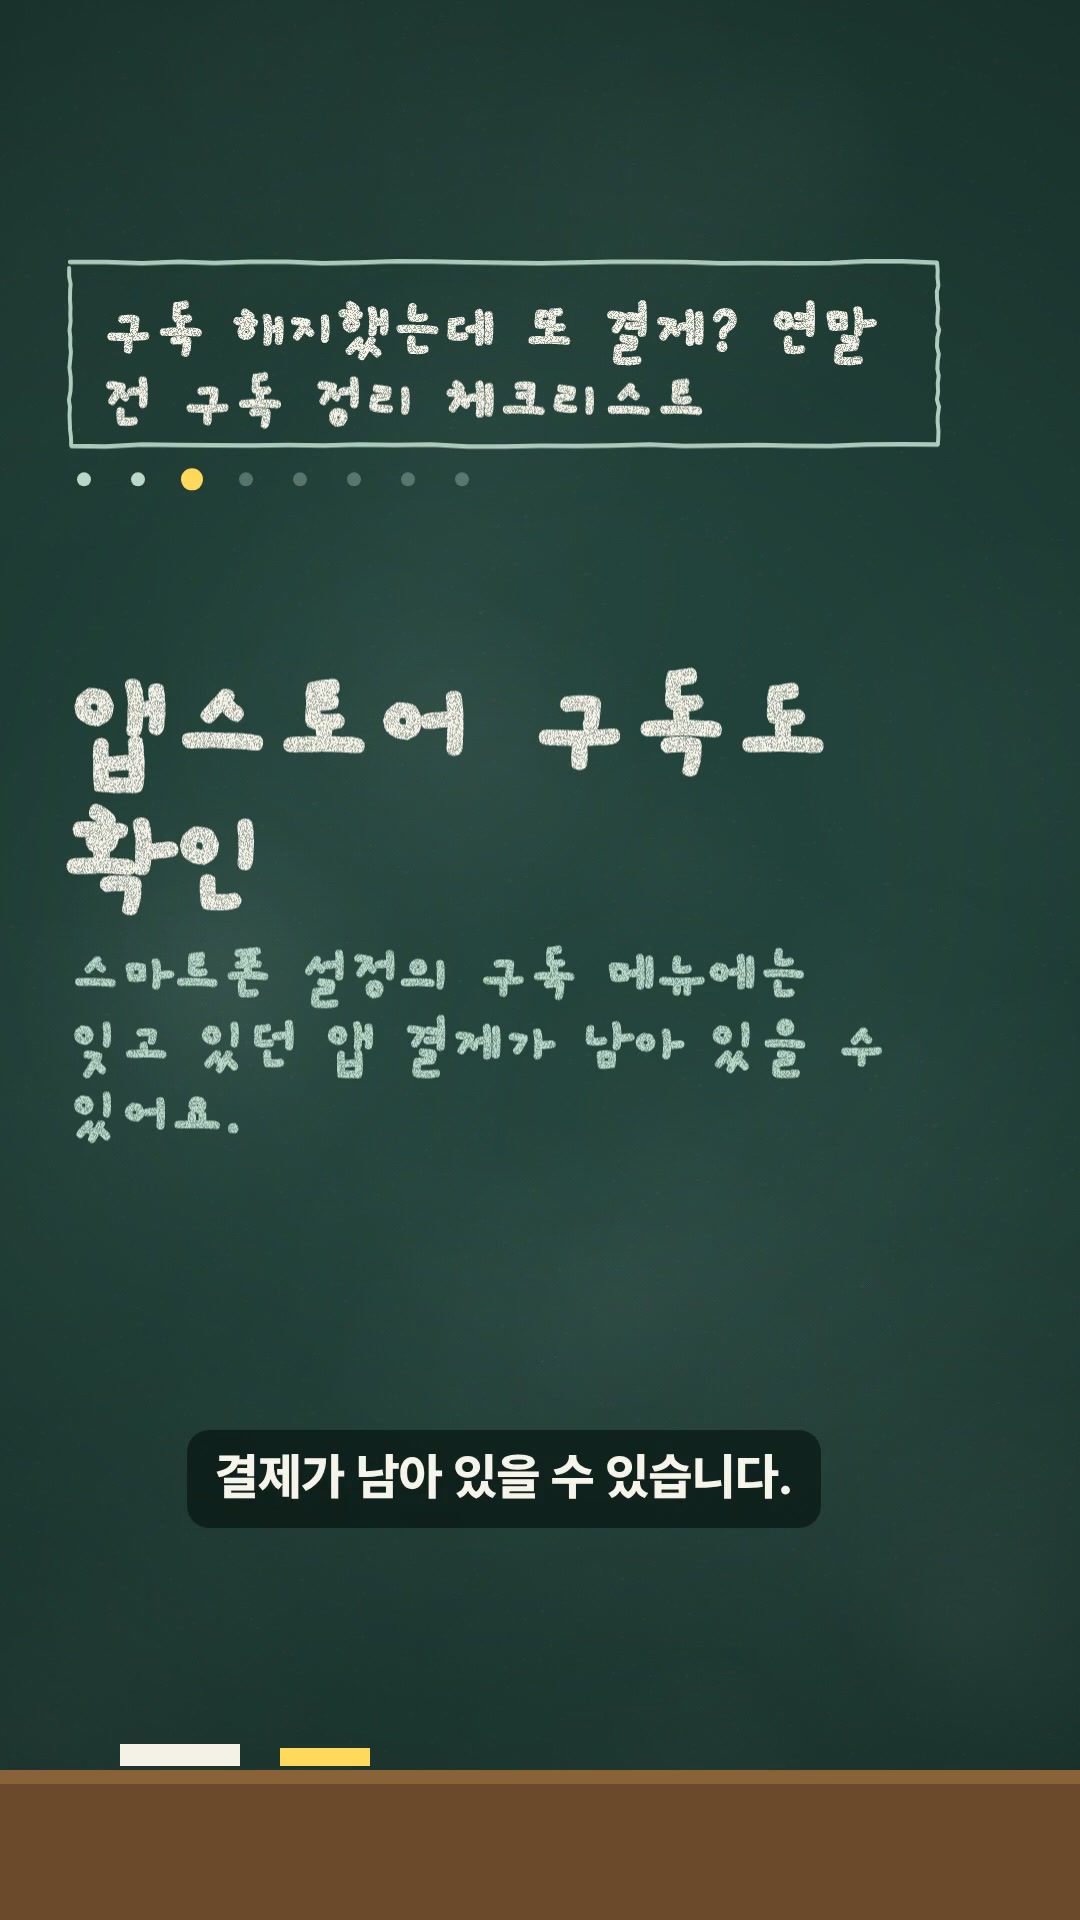 구독 해지했는데 또 결제? 연말
전 구독 정리 체크리스트
앱스토어 구독도
확인
스마트폰 설정의 구독 메뉴에는
잊고 있던 앱 결제가 남아 있을 수
있어요.
결제가 남아 있을 수 있습니다.